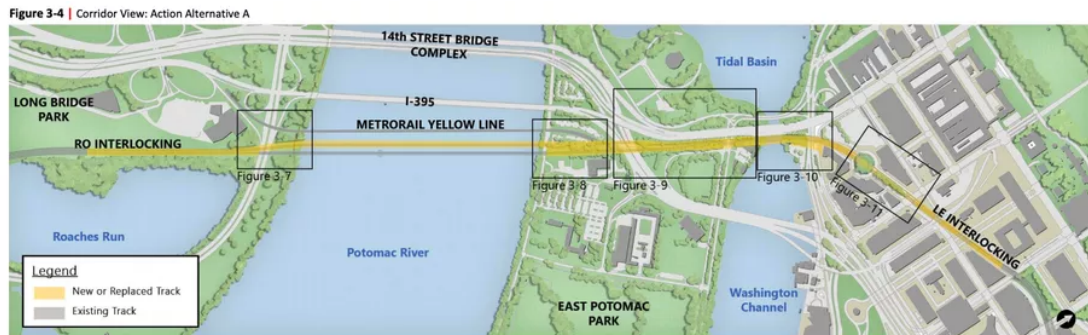 Figure 3-4 | Corridor View: Action Alternative A
14th STREET BRIDGE
COMPLEX
Tidal Basin
I-395
LONG BRIDGE
PARK
METRORAIL YELLOW LINE
RO INTERLOCKING
Figure 3-7
Figure 3-8
Figure 3-9
Figure 3-10
Figure 3-11
LE INTERLOCKING
Roaches Run
Potomac River
Legend
New or Replaced Track
Existing Track
EAST POTOMAC
PARK
Washington
Channel